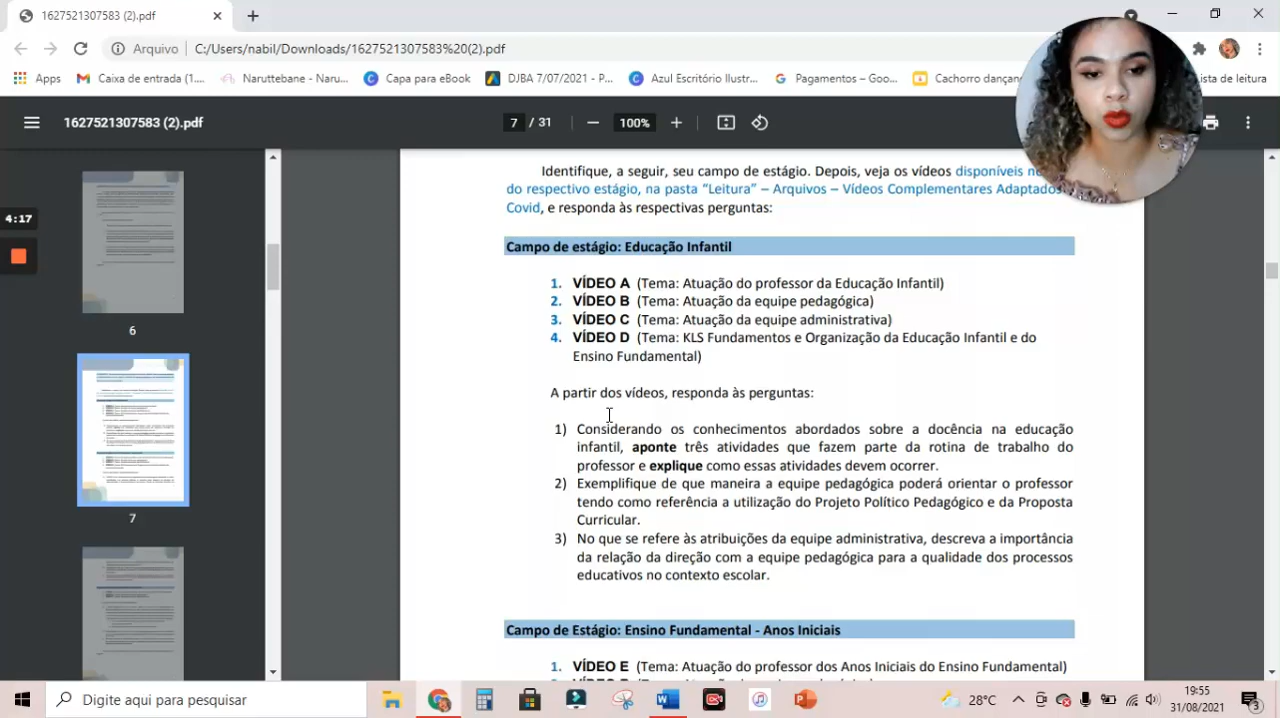 1627521307583 (2).pdf
Arquivo
C:/Users/nabil/Downloads/1627521307583%20(2).pdf
Apps
Caixa de entrada (1....
Naruttebane - Naru...
Capa para eBook
DJBA 7/07/2021 - P...
Azul Escritório Ilustr...
Pagamentos – Goo...
Cachorro dançan
ista de leitura
1627521307583 (2).pdf
7 / 31
100%
4:17
6
7
Identifique, a seguir, seu campo de estágio. Depois, veja os vídeos disponíveis
do respectivo estágio, na pasta “Leitura” – Arquivos – Vídeos Complementares Adaptados
Covid, e responda às respectivas perguntas:
Campo de estágio: Educação Infantil
1. VÍDEO A (Tema: Atuação do professor da Educação Infantil)
2. VÍDEO B (Tema: Atuação da equipe pedagógica)
3. VÍDEO C (Tema: Atuação da equipe administrativa)
4. VÍDEO D (Tema: KLS Fundamentos e Organização da Educação Infantil e do
Ensino Fundamental)
A partir dos vídeos, responda às perguntas:
1) Considerando os conhecimentos abordados sobre a docência na educação
infantil, aponte três atividades que fazem parte da rotina de trabalho do
professor e explique como essas atividades devem ocorrer.
2) Exemplifique de que maneira a equipe pedagógica poderá orientar o professor
tendo como referência a utilização do Projeto Político Pedagógico e da Proposta
Curricular.
3) No que se refere às atribuições da equipe administrativa, descreva a importância
da relação da direção com a equipe pedagógica para a qualidade dos processos
educativos no contexto escolar.
Campo de Estágio: Ensino Fundamental - Anos Iniciais
1. VÍDEO E (Tema: Atuação do professor dos Anos Iniciais do Ensino Fundamental)
Digite aqui para pesquisar
28°C
19:55
31/08/2021
3